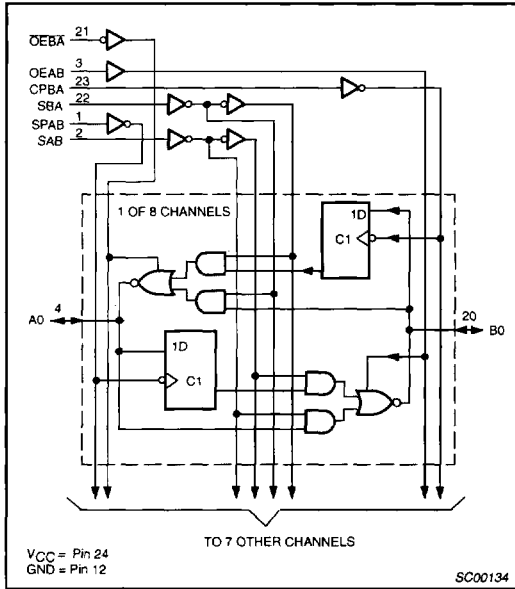 OEBA 21
OEAB 3
CPBA 23
SBA 22
SPAB 1
SAB 2
1 OF 8 CHANNELS
1D
C1
A0 4
20 B0
1D
C1
TO 7 OTHER CHANNELS
VCC = Pin 24
GND = Pin 12
SC00134